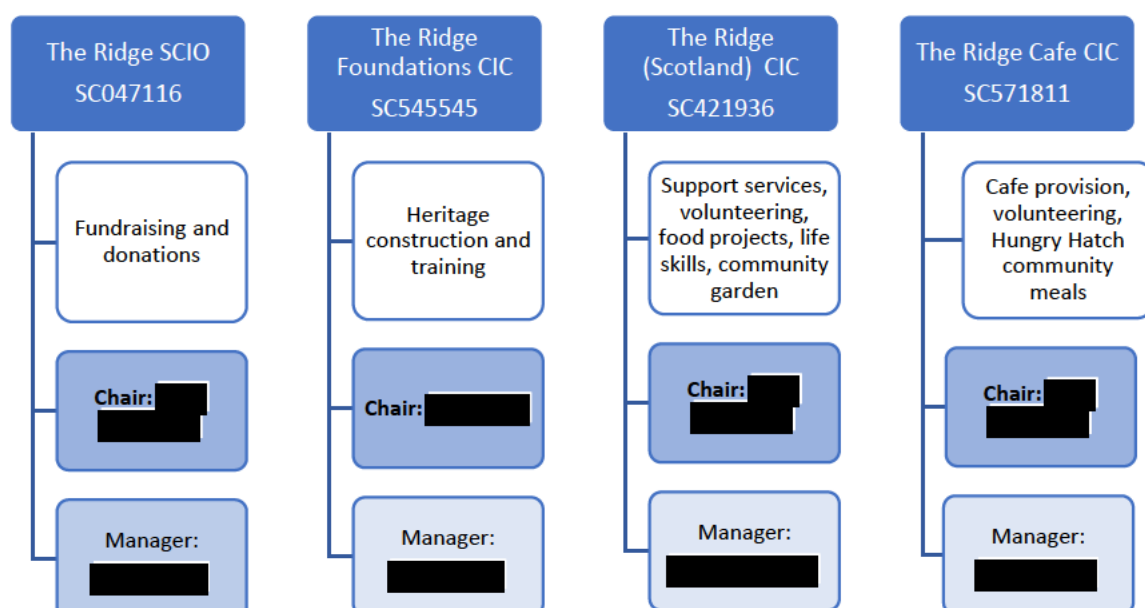 The Ridge SCIO
SC047116
Fundraising and
donations
Chair:
Manager:
The Ridge
Foundations CIC
SC545545
Heritage
construction and
training
Chair:
Manager:
The Ridge
(Scotland) CIC
SC421936
Support services,
volunteering,
food projects, life
skills, community
garden
Chair:
Manager:
The Ridge Cafe CIC
SC571811
Cafe provision,
volunteering,
Hungry Hatch
community
meals
Chair:
Manager: